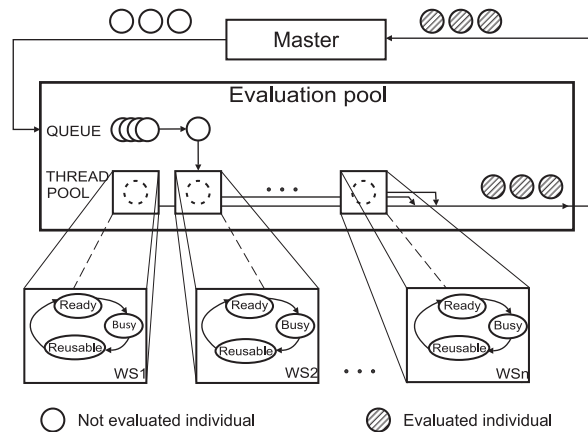 Master
Evaluation pool
QUEUE
THREAD
POOL
Ready
Busy
Reusable
WS1
Ready
Busy
Reusable
WS2
Ready
Busy
Reusable
WSn
Not evaluated individual
Evaluated individual